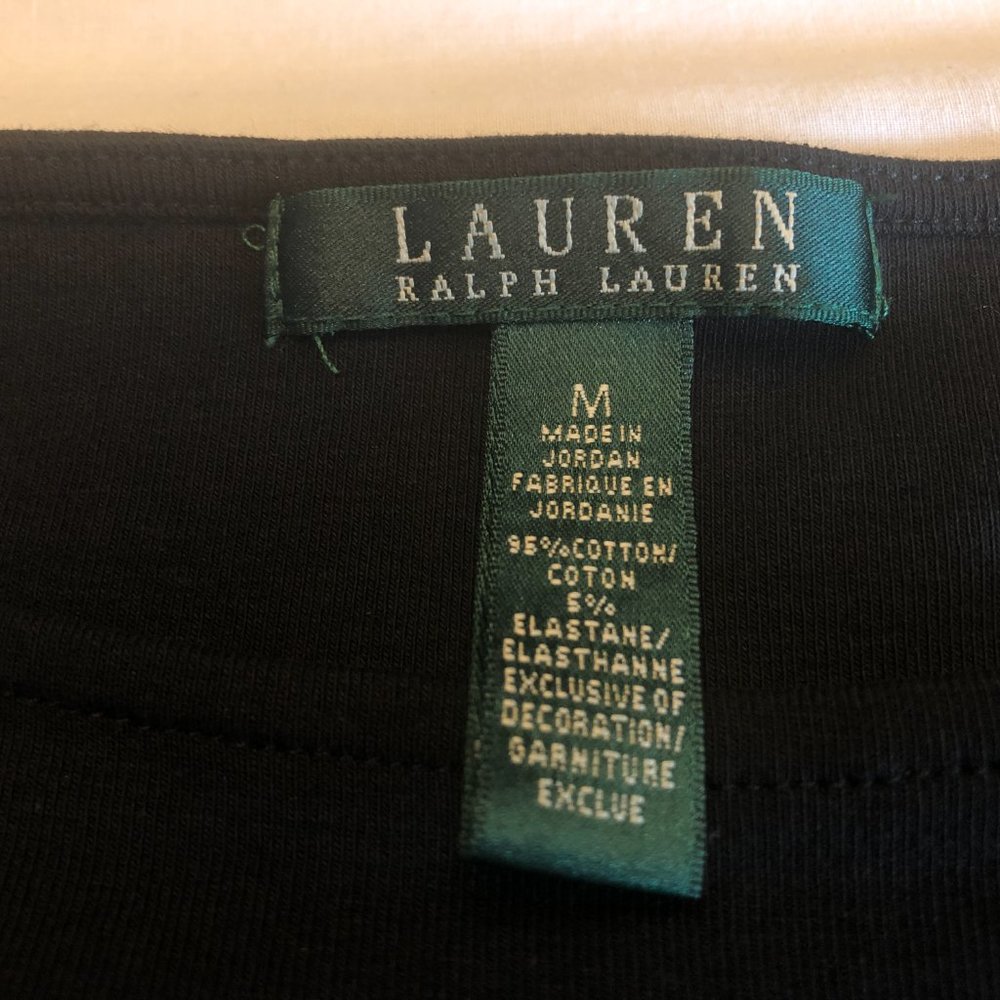 LAUREN
RALPH LAUREN
M
MADE IN
JORDAN
FABRIQUE EN
JORDANIE
95%COTTON/
COTON
5%
ELASTANE/
ELASTHANNE
EXCLUSIVE OF
DECORATION/
GARNITURE
EXCLUE